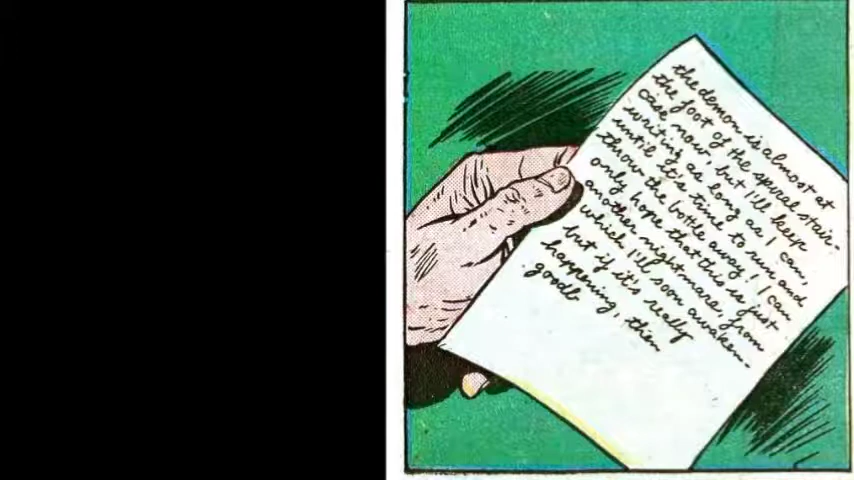 the demon is almost at
the foot of the spiral stair-
case now, but I'll keep
writing as long as I can,
until it's time to run and
throw the bottle away! I can
only hope that this is just
another nightmare, from
which I'll soon awaken--
but if it's really
happening, then
goodb